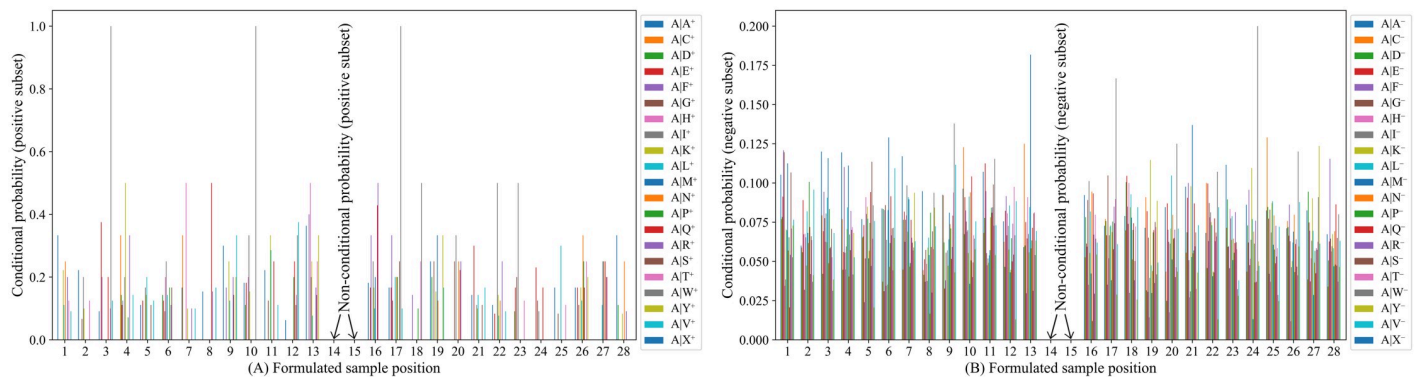 Conditional probability (positive subset)
1.0
0.8
0.6
0.4
0.2
0.0
Non-conditional probability (positive subset)
1 2 3 4 5 6 7 8 9 10 11 12 13 14 15 16 17 18 19 20 21 22 23 24 25 26 27 28
(A) Formulated sample position
A|A⁺
A|C⁺
A|D⁺
A|E⁺
A|F⁺
A|G⁺
A|H⁺
A|I⁺
A|K⁺
A|L⁺
A|M⁺
A|N⁺
A|P⁺
A|Q⁺
A|R⁺
A|S⁺
A|T⁺
A|W⁺
A|Y⁺
A|V⁺
A|X⁺
Conditional probability (negative subset)
0.200
0.175
0.150
0.125
0.100
0.075
0.050
0.025
0.000
Non-conditional probability (negative subset)
1 2 3 4 5 6 7 8 9 10 11 12 13 14 15 16 17 18 19 20 21 22 23 24 25 26 27 28
(B) Formulated sample position
A|A⁻
A|C⁻
A|D⁻
A|E⁻
A|F⁻
A|G⁻
A|H⁻
A|I⁻
A|K⁻
A|L⁻
A|M⁻
A|N⁻
A|P⁻
A|Q⁻
A|R⁻
A|S⁻
A|T⁻
A|W⁻
A|Y⁻
A|V⁻
A|X⁻